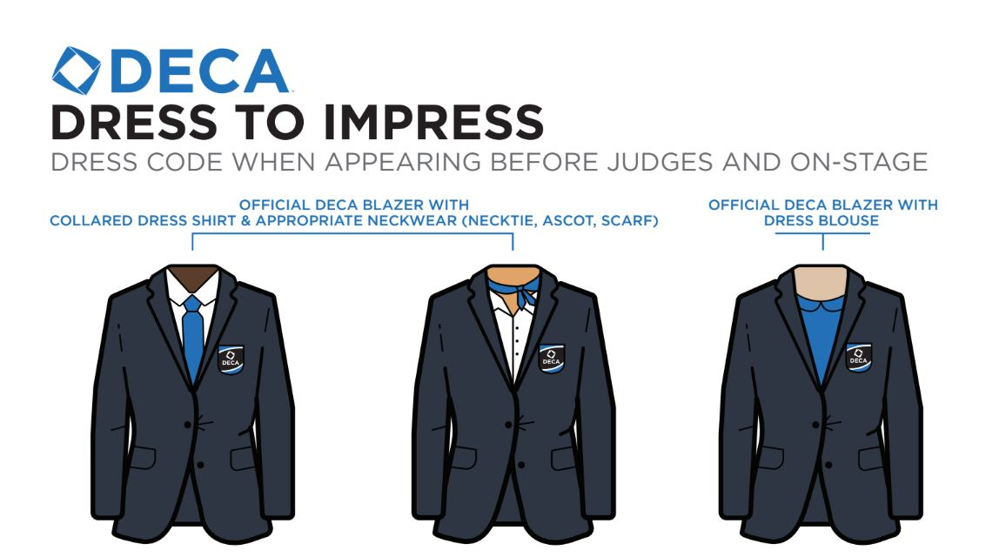 DECA
DRESS TO IMPRESS
DRESS CODE WHEN APPEARING BEFORE JUDGES AND ON-STAGE
OFFICIAL DECA BLAZER WITH
COLLARED DRESS SHIRT & APPROPRIATE NECKWEAR (NECKTIE, ASCOT, SCARF)
OFFICIAL DECA BLAZER WITH
DRESS BLOUSE
DECA
DECA
DECA